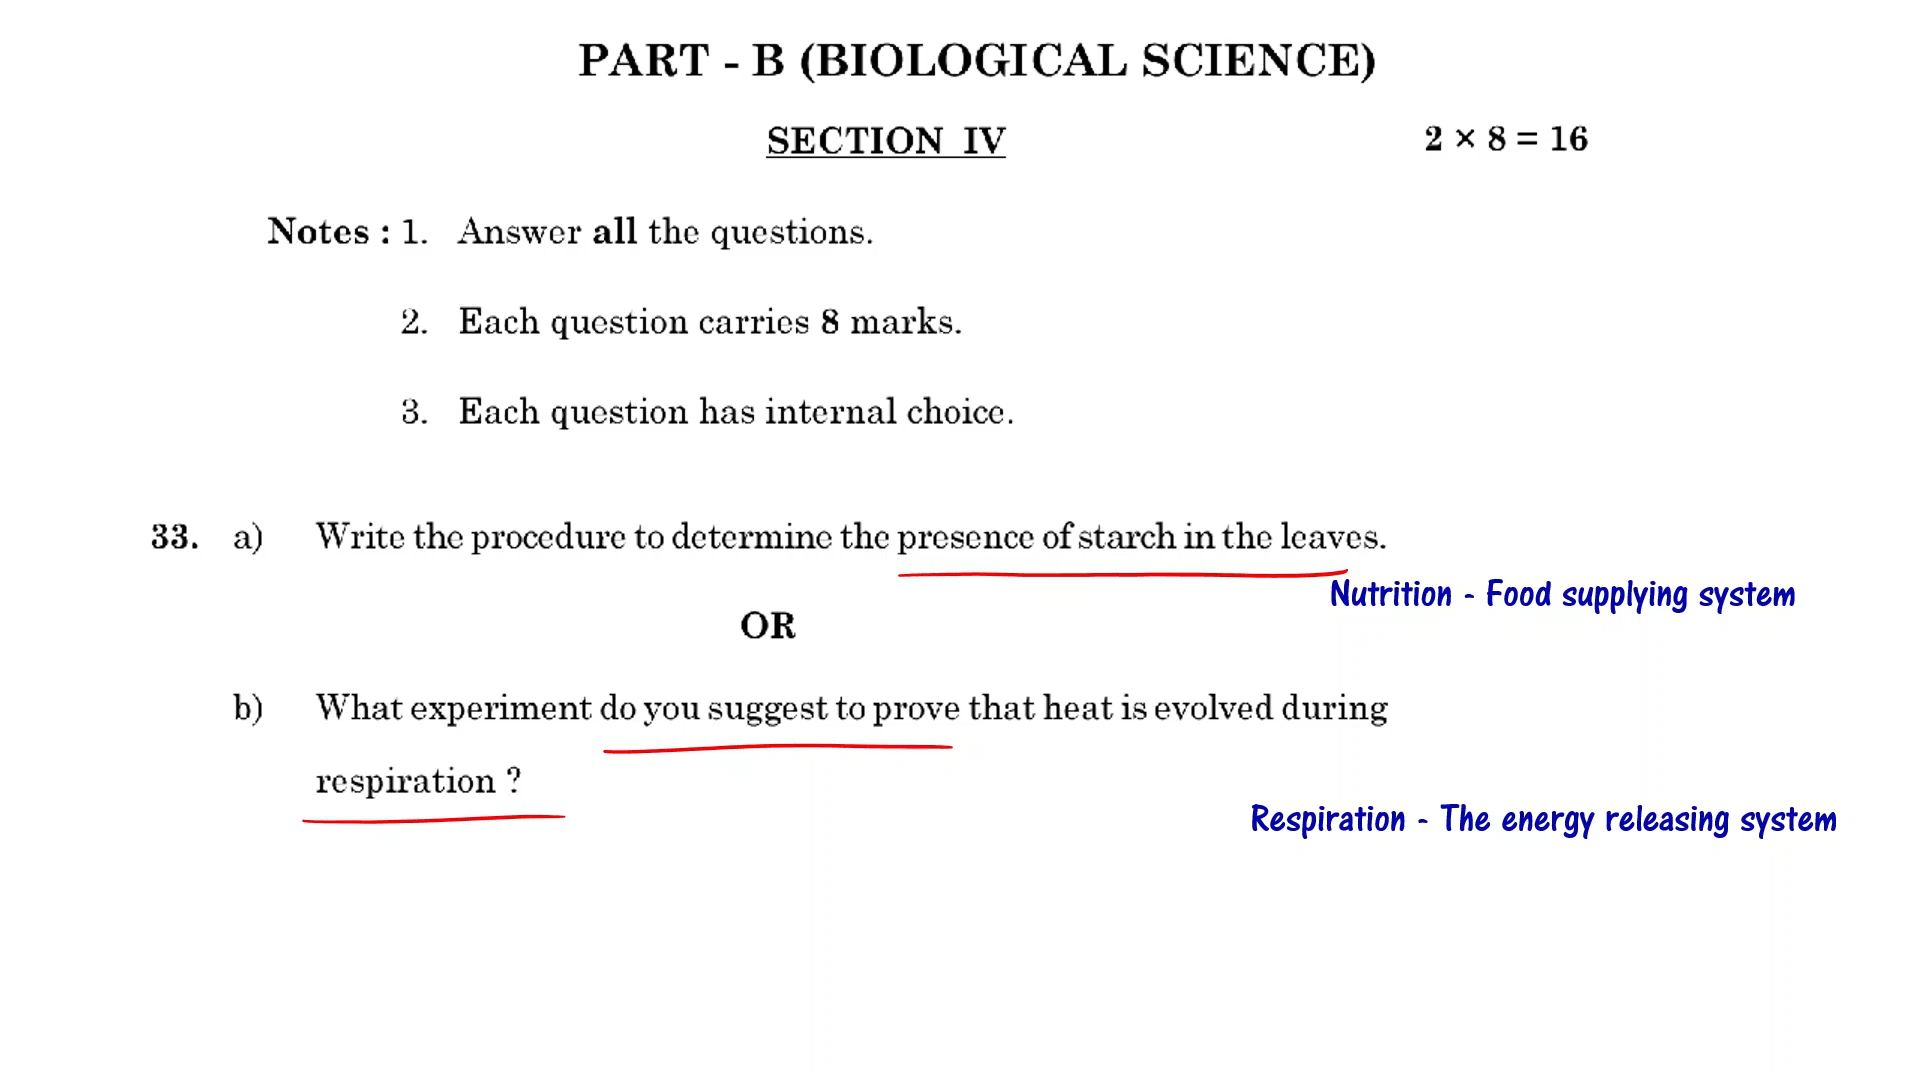 PART - B (BIOLOGICAL SCIENCE)
SECTION IV 2 × 8 = 16
Notes : 1. Answer all the questions.
2. Each question carries 8 marks.
3. Each question has internal choice.
33. a) Write the procedure to determine the presence of starch in the leaves.
Nutrition - Food supplying system
OR
b) What experiment do you suggest to prove that heat is evolved during
respiration ?
Respiration - The energy releasing system